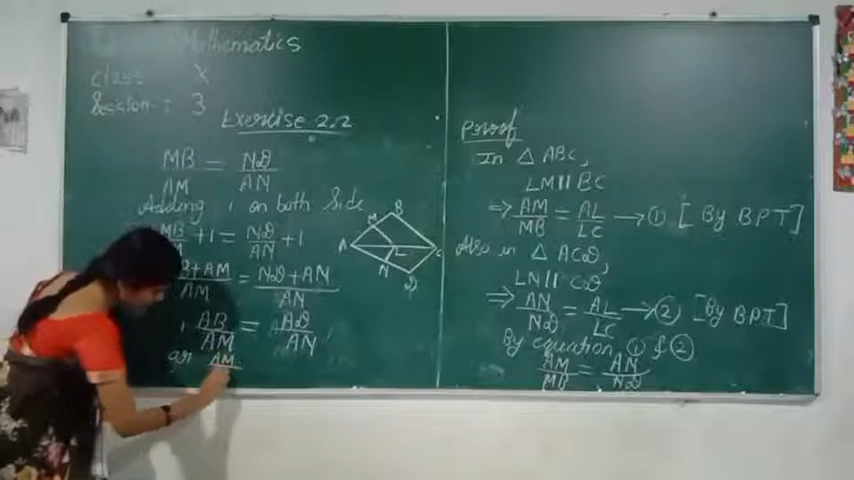 Mathematics
Class X
Session : 3
Exercise 2.2
MB/AM = ND/AN
Adding 1 on both Side
MB/AM +1 = ND/AN +1
B+AM/AM = ND+AN/AN
AB/AM = AD/AN
or AM
A M B L C N D
Proof
In △ ABC,
LM || BC
⇒ AM/MB = AL/LC → ① [By BPT]
Also in △ ACD,
LN || CD
⇒ AN/ND = AL/LC → ② [By BPT]
By equation ① & ②
AM/MB = AN/ND